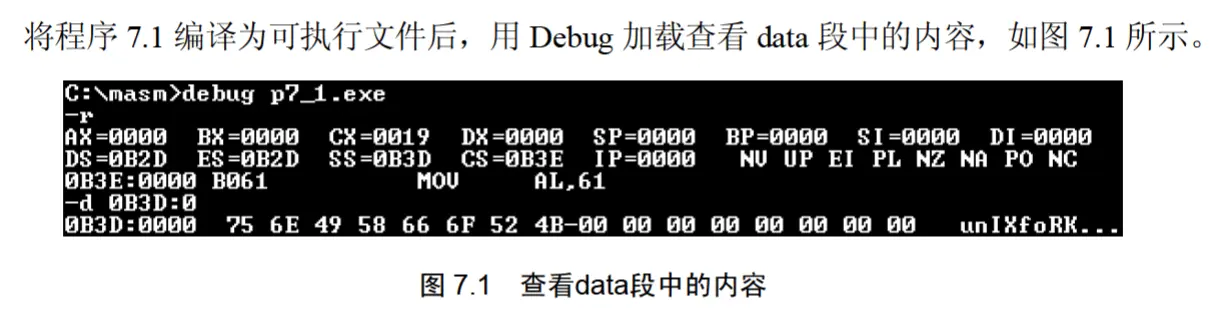 将程序 7.1 编译为可执行文件后，用 Debug 加载查看 data 段中的内容，如图 7.1 所示。
C:\masm>debug p7_1.exe
-r
AX=0000 BX=0000 CX=0019 DX=0000 SP=0000 BP=0000 SI=0000 DI=0000
DS=0B2D ES=0B2D SS=0B3D CS=0B3E IP=0000 NV UP EI PL NZ NA PO NC
0B3E:0000 B061 MOV AL,61
-d 0B3D:0
0B3D:0000 75 6E 49 58 66 6F 52 4B-00 00 00 00 00 00 00 00 unIXfoRK...
图 7.1 查看data段中的内容